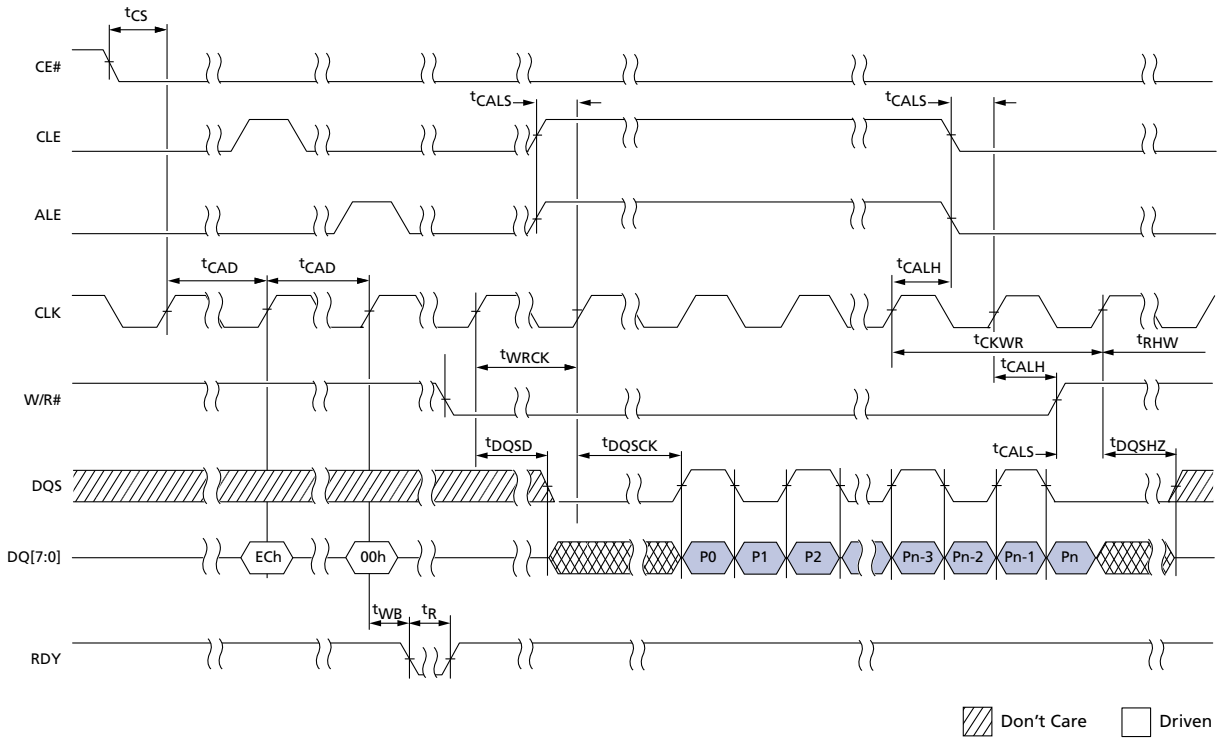 tCS
CE#
tCALS
tCALS
CLE
ALE
tCAD
tCAD
tCALH
CLK
tWRCK
tCKWR
tRHW
tCALH
W/R#
tDQSD
tDQSCK
tCALS
tDQSHZ
DQS
DQ[7:0]
ECh
00h
P0
P1
P2
Pn-3
Pn-2
Pn-1
Pn
tWB
tR
RDY
Don't Care
Driven